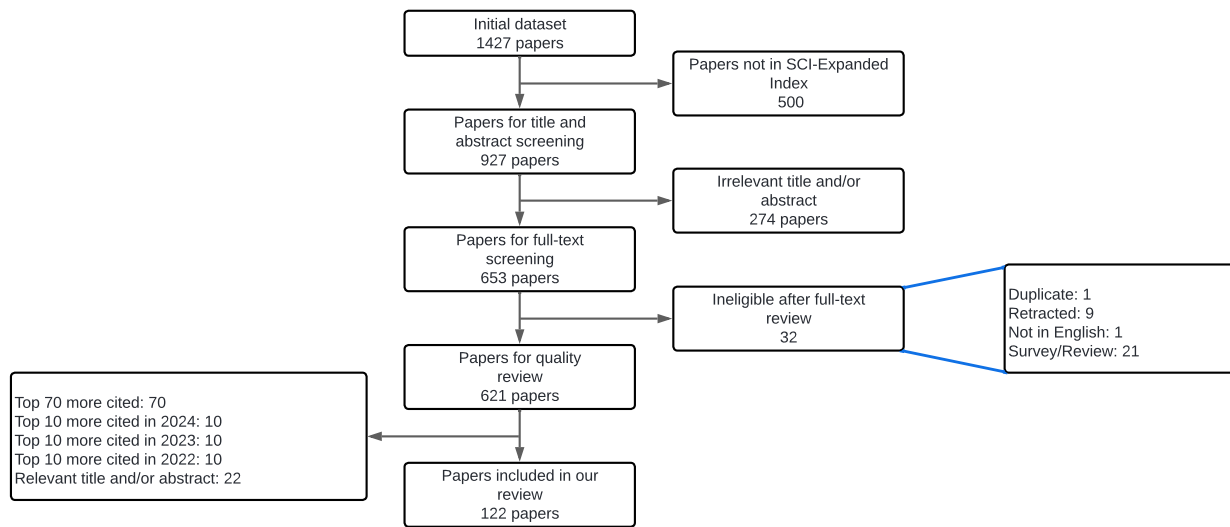 Initial dataset
1427 papers
Papers not in SCI-Expanded
Index
500
Papers for title and
abstract screening
927 papers
Irrelevant title and/or
abstract
274 papers
Papers for full-text
screening
653 papers
Ineligible after full-text
review
32
Duplicate: 1
Retracted: 9
Not in English: 1
Survey/Review: 21
Papers for quality
review
621 papers
Top 70 more cited: 70
Top 10 more cited in 2024: 10
Top 10 more cited in 2023: 10
Top 10 more cited in 2022: 10
Relevant title and/or abstract: 22
Papers included in our
review
122 papers